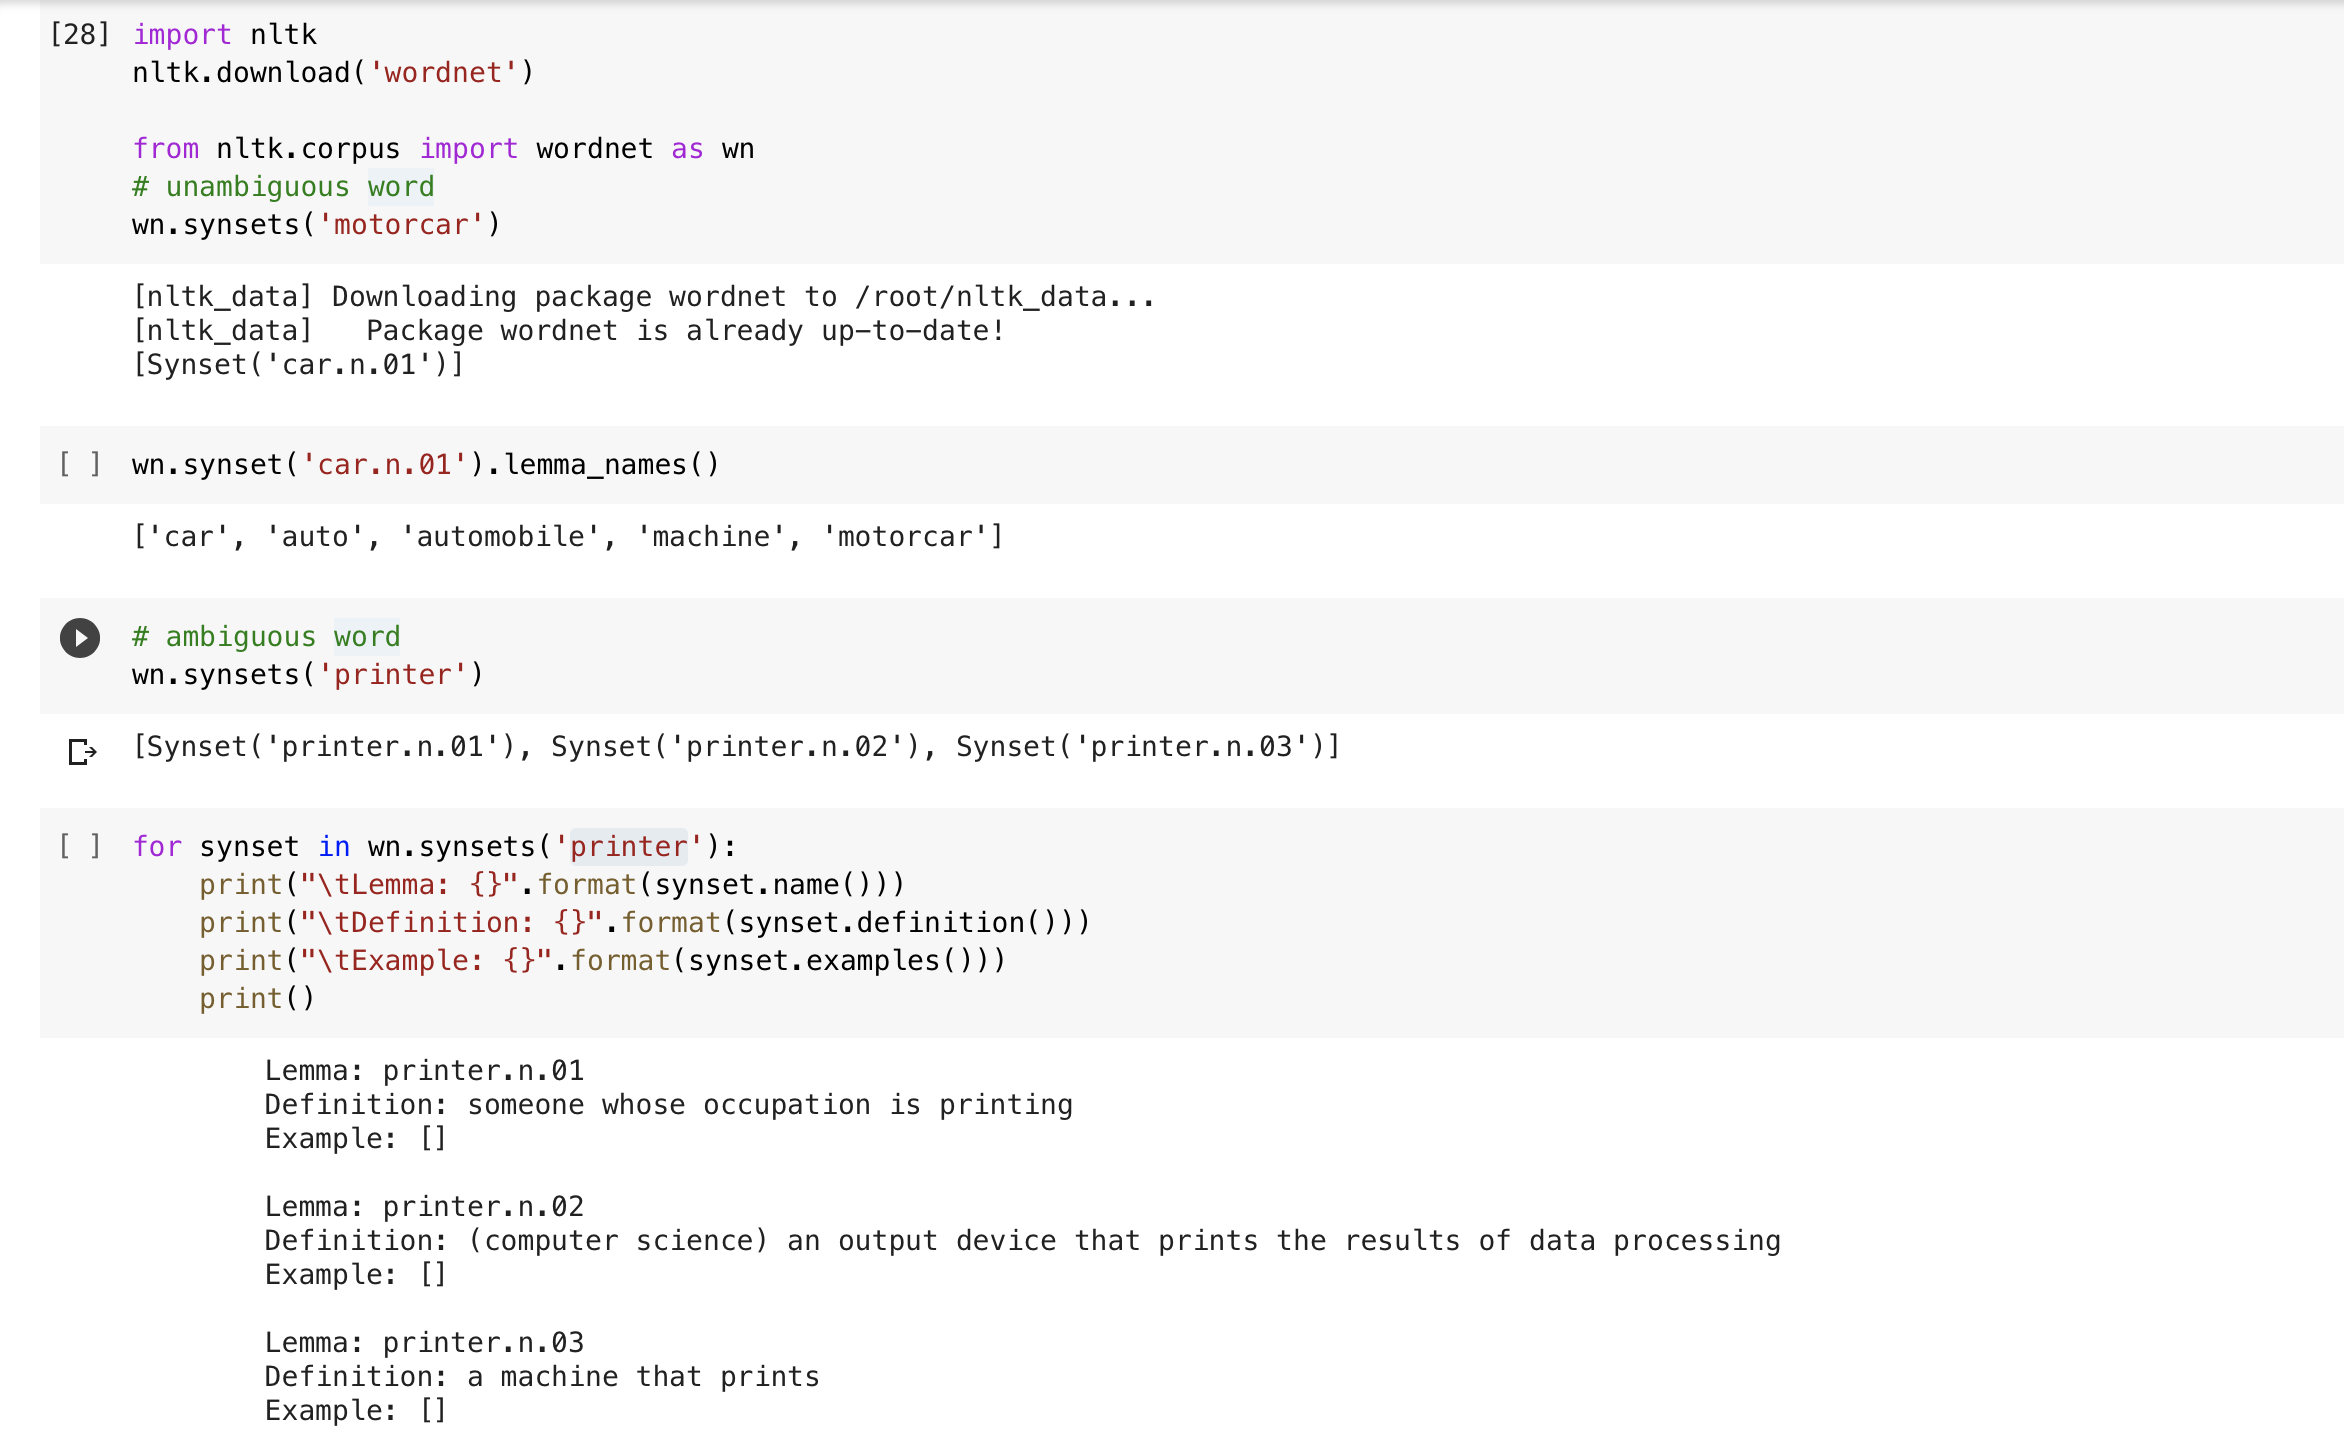 [28] import nltk
nltk.download('wordnet')
from nltk.corpus import wordnet as wn
# unambiguous word
wn.synsets('motorcar')
[nltk_data] Downloading package wordnet to /root/nltk_data...
[nltk_data]   Package wordnet is already up-to-date!
[Synset('car.n.01')]
[ ] wn.synset('car.n.01').lemma_names()
['car', 'auto', 'automobile', 'machine', 'motorcar']
# ambiguous word
wn.synsets('printer')
[Synset('printer.n.01'), Synset('printer.n.02'), Synset('printer.n.03')]
[ ] for synset in wn.synsets('printer'):
    print("\tLemma: {}".format(synset.name()))
    print("\tDefinition: {}".format(synset.definition()))
    print("\tExample: {}".format(synset.examples()))
    print()
Lemma: printer.n.01
Definition: someone whose occupation is printing
Example: []
Lemma: printer.n.02
Definition: (computer science) an output device that prints the results of data processing
Example: []
Lemma: printer.n.03
Definition: a machine that prints
Example: []